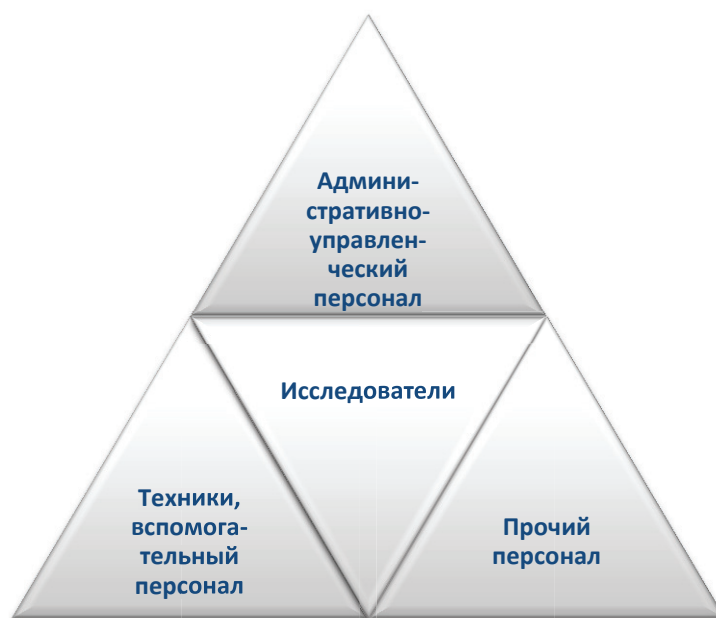 Админи-
стративно-
управлен-
ческий
персонал
Исследователи
Техники,
вспомога-
тельный
персонал
Прочий
персонал